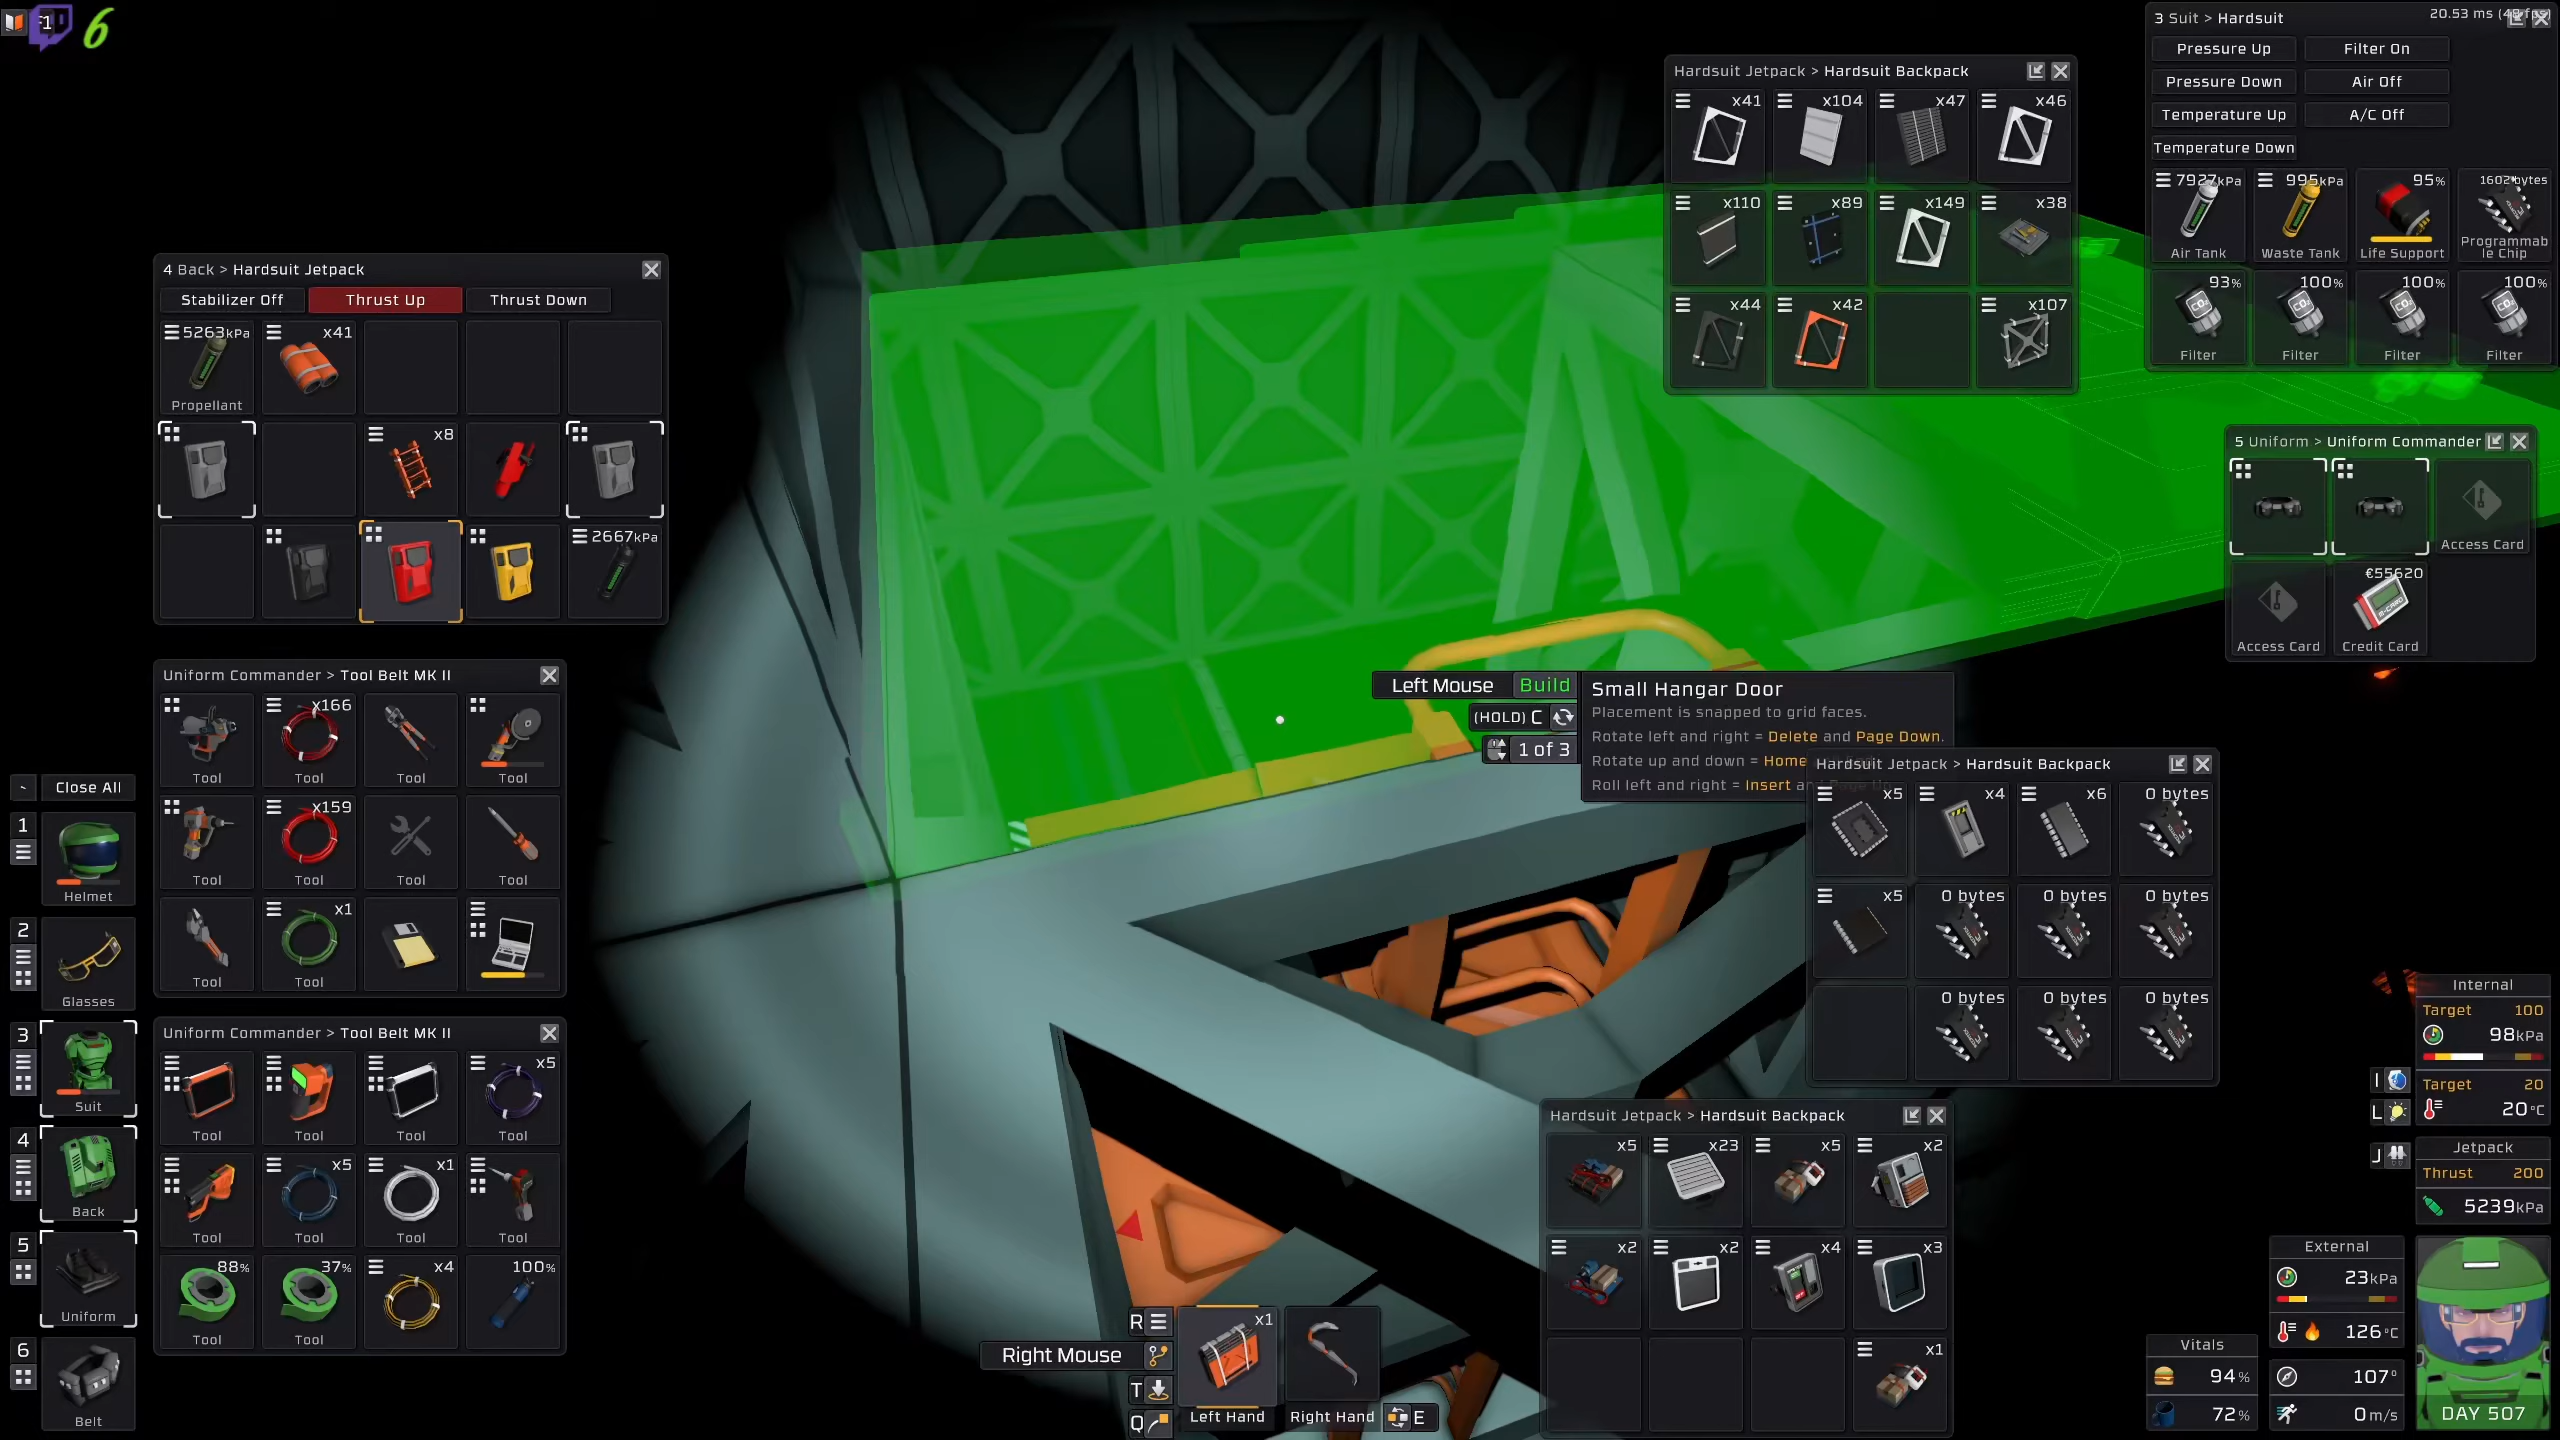 F1
6
4 Back > Hardsuit Jetpack
Stabilizer Off
Thrust Up
Thrust Down
5263kPa
x41
Propellant
x8
2667kPa
Uniform Commander > Tool Belt MK II
x166
Tool
Tool
Tool
Tool
x159
Tool
Tool
Tool
Tool
x1
Tool
Tool
Uniform Commander > Tool Belt MK II
x5
Tool
Tool
Tool
Tool
x5
x1
Tool
Tool
Tool
Tool
88%
37%
x4
100%
Tool
Tool
Tool
Tool
~
Close All
1
Helmet
2
Glasses
3
Suit
4
Back
5
Uniform
6
Belt
Hardsuit Jetpack > Hardsuit Backpack
x41
x104
x47
x46
x110
x89
x149
x38
x44
x42
x107
3 Suit > Hardsuit
20.53 ms
Pressure Up
Filter On
Pressure Down
Air Off
Temperature Up
A/C Off
Temperature Down
7927kPa
995kPa
95%
1602*bytes
Air Tank
Waste Tank
Life Support
Programmab
le Chip
93%
100%
100%
100%
Filter
Filter
Filter
Filter
5 Uniform > Uniform Commander
Access Card
€55620
Access Card
Credit Card
Left Mouse
Build
(HOLD) C
1 of 3
Small Hangar Door
Placement is snapped to grid faces.
Rotate left and right = Delete and Page Down.
Rotate up and down = Home
Roll left and right = Insert an
Hardsuit Jetpack > Hardsuit Backpack
x5
x4
x6
0 bytes
x5
0 bytes
0 bytes
0 bytes
0 bytes
0 bytes
0 bytes
Hardsuit Jetpack > Hardsuit Backpack
x5
x23
x5
x2
x2
x2
x4
x3
x1
R
Right Mouse
T
Q
x1
Left Hand
Right Hand
E
Internal
Target 100
98kPa
Target 20
20°C
I
L
J
Jetpack
Thrust 200
5239kPa
External
23kPa
126°C
107°
0m/s
Vitals
94%
72%
DAY 507